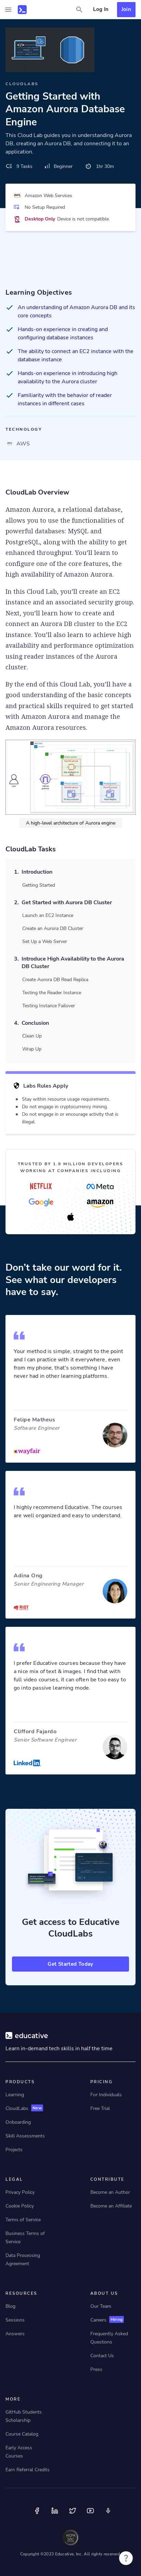 Log In
Join
CLOUDLABS
Getting Started with
Amazon Aurora Database
Engine
This Cloud Lab guides you in understanding Aurora
DB, creating an Aurora DB, and connecting it to an
application.
9 Tasks
Beginner
1hr 30m
Amazon Web Services
No Setup Required
Desktop Only Device is not compatible.
Learning Objectives
An understanding of Amazon Aurora DB and its
core concepts
Hands-on experience in creating and
configuring database instances
The ability to connect an EC2 instance with the
database instance
Hands-on experience in introducing high
availability to the Aurora cluster
Familiarity with the behavior of reader
instances in different cases
TECHNOLOGY
AWS
CloudLab Overview
Amazon Aurora, a relational database,
allows you to use the functionalities of
powerful databases: MySQL and
PostgreSQL, and the ability to get enough
output and throughput. You'll learn to
configure one of the core features, the
high availability of Amazon Aurora.
In this Cloud Lab, you'll create an EC2
instance and an associated security group.
Next, you'll learn how to create and
connect an Aurora DB cluster to the EC2
instance. You'll also learn to achieve high
availability and performance optimization
using reader instances of the Aurora
cluster.
By the end of this Cloud Lab, you'll have a
good understanding of the basic concepts
and practical skills required to get started
with Amazon Aurora and manage the
Amazon Aurora resources.
A high-level architecture of Aurora engine
CloudLab Tasks
1. Introduction
Getting Started
2. Get Started with Aurora DB Cluster
Launch an EC2 Instance
Create an Aurora DB Cluster
Set Up a Web Server
3. Introduce High Availability to the Aurora
DB Cluster
Create Aurora DB Read Replica
Testing the Reader Instance
Testing Instance Failover
4. Conclusion
Clean Up
Wrap Up
Labs Rules Apply
Stay within resource usage requirements.
Do not engage in cryptocurrency mining.
Do not engage in or encourage activity that is
illegal.
TRUSTED BY 1.9 MILLION DEVELOPERS
WORKING AT COMPANIES INCLUDING
NETFLIX
Meta
Google
amazon
Don't take our word for it.
See what our developers
have to say.
Your method is simple, straight to the point
and I can practice with it everywhere, even
from my phone, that's something I have
never had in other learning platforms.
Felipe Matheus
Software Engineer
wayfair
I highly recommend Educative. The courses
are well organized and easy to understand.
Adina Ong
Senior Engineering Manager
RIOT
I prefer Educative courses because they have
a nice mix of text & images. I find that with
full video courses, it can often be too easy to
go into passive learning mode.
Clifford Fajardo
Senior Software Engineer
LinkedIn
Get access to Educative
CloudLabs
Get Started Today
educative
Learn in-demand tech skills in half the time
PRODUCTS
Learning
CloudLabs New
Onboarding
Skill Assessments
Projects
PRICING
For Individuals
Free Trial
LEGAL
Privacy Policy
Cookie Policy
Terms of Service
Business Terms of
Service
Data Processing
Agreement
CONTRIBUTE
Become an Author
Become an Affiliate
RESOURCES
Blog
Sessions
Answers
ABOUT US
Our Team
Careers Hiring
Frequently Asked
Questions
Contact Us
Press
MORE
GitHub Students
Scholarship
Course Catalog
Early Access
Courses
Earn Referral Credits
Copyright ©2023 Educative, Inc. All rights reserved.
?